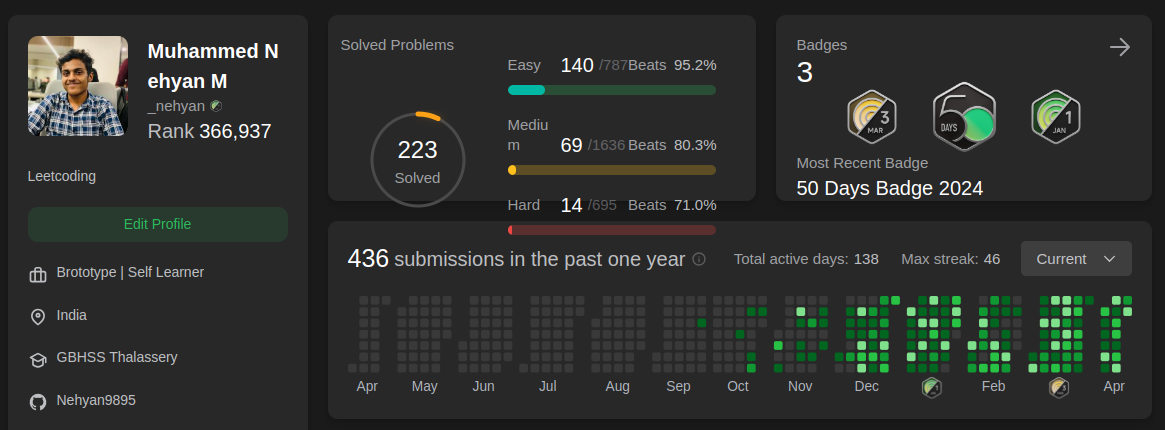 Muhammed N
ehyan M
_nehyan
Rank 366,937
Leetcoding
Edit Profile
Brototype | Self Learner
India
GBHSS Thalassery
Nehyan9895
Solved Problems
223
Solved
Easy 140 /787 Beats 95.2%
Mediu
m 69 /1636 Beats 80.3%
Hard 14 /695 Beats 71.0%
Badges
3
3
MAR
50
DAYS
1
JAN
Most Recent Badge
50 Days Badge 2024
436 submissions in the past one year
Total active days: 138 Max streak: 46 Current
Apr May Jun Jul Aug Sep Oct Nov Dec Feb Apr